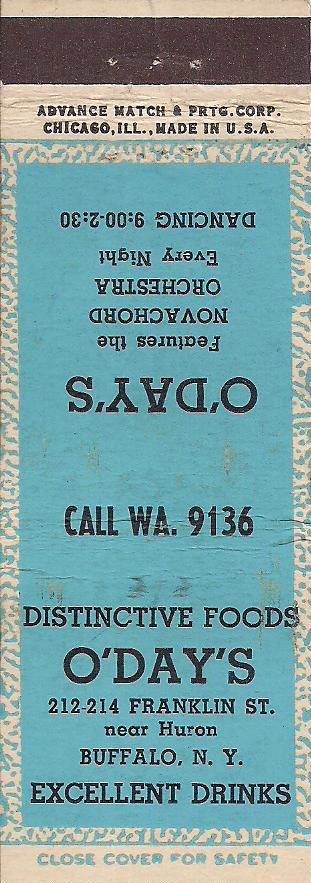 ADVANCE MATCH & PRTG. CORP.
CHICAGO, ILL., MADE IN U.S.A.
O'DAY'S
Features the
NOVACHORD
ORCHESTRA
Every Night
DANCING 9:00-2:30
CALL WA. 9136
DISTINCTIVE FOODS
O'DAY'S
212-214 FRANKLIN ST.
near Huron
BUFFALO, N. Y.
EXCELLENT DRINKS
CLOSE COVER FOR SAFETY